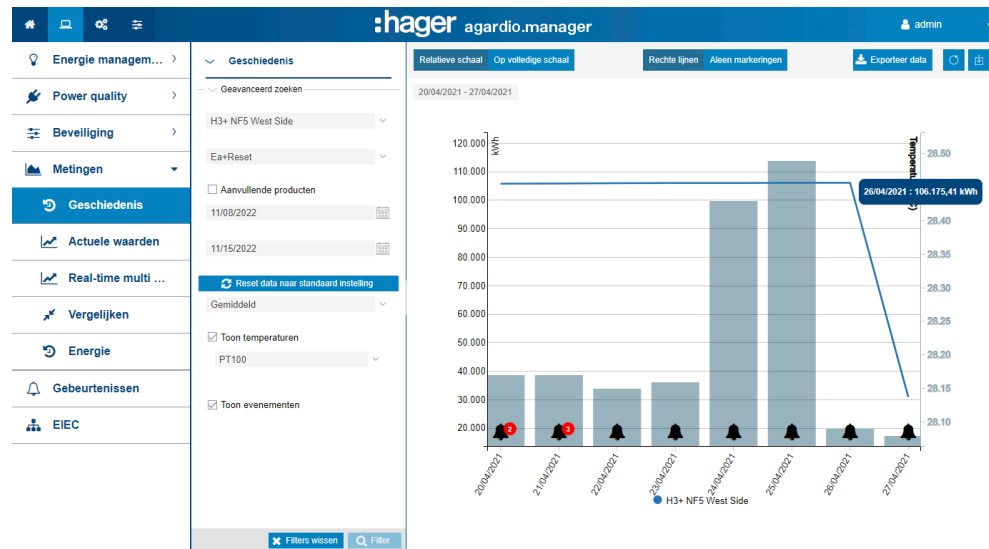 :hager agardio.manager
admin
Energie managem...
Power quality
Beveiliging
Metingen
Geschiedenis
Actuele waarden
Real-time multi ...
Vergelijken
Energie
Gebeurtenissen
EIEC
Geschiedenis
Geavanceerd zoeken
H3+ NF5 West Side
Ea+Reset
Aanvullende producten
11/08/2022
11/15/2022
Reset data naar standaard instelling
Gemiddeld
Toon temperaturen
PT100
Toon evenementen
Filters wissen
Filter
Relatieve schaal Op volledige schaal
Rechte lijnen Aleen markeringen
Exporteer data
20/04/2021 - 27/04/2021
kWh
120.000
110.000
100.000
90.000
80.000
70.000
60.000
50.000
40.000
30.000
20.000
28.50
28.40
28.35
28.30
28.25
28.20
28.15
28.10
26/04/2021 : 106.175,41 kWh
2
3
20/04/2021
21/04/2021
22/04/2021
23/04/2021
24/04/2021
25/04/2021
26/04/2021
27/04/2021
H3+ NF5 West Side